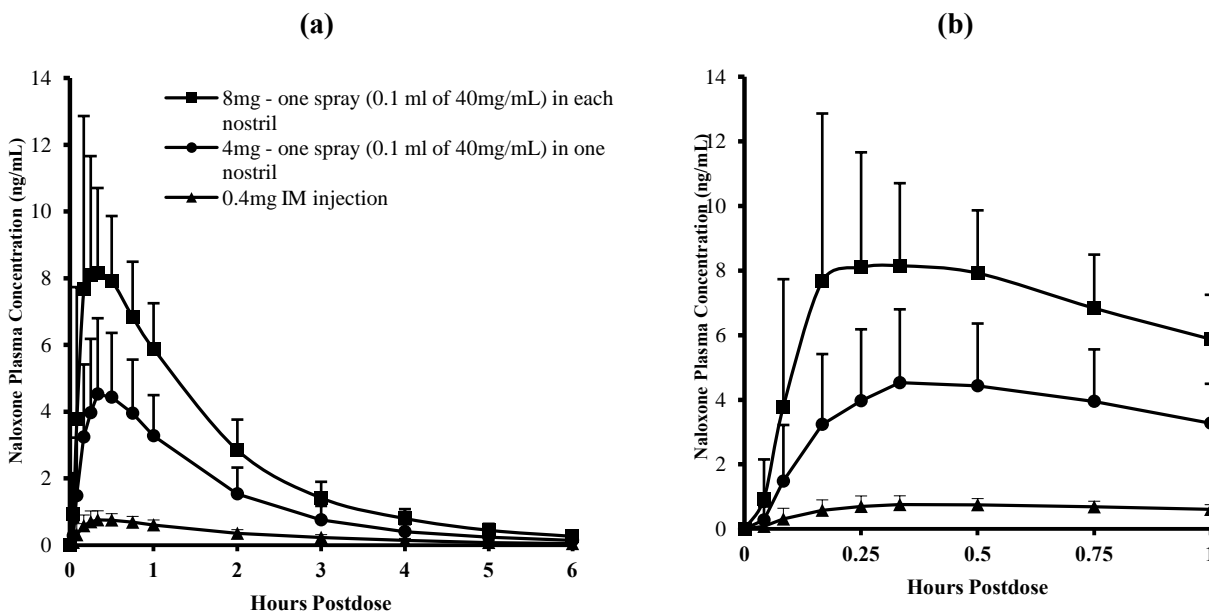 (a)
14
12
10
8
6
4
2
0
Naloxone Plasma Concentration (ng/mL)
8mg - one spray (0.1 ml of 40mg/mL) in each
nostril
4mg - one spray (0.1 ml of 40mg/mL) in one
nostril
0.4mg IM injection
0 1 2 3 4 5 6
Hours Postdose
(b)
14
12
10
8
6
4
2
0
Naloxone Plasma Concentration (ng/mL)
0 0.25 0.5 0.75 1
Hours Postdose